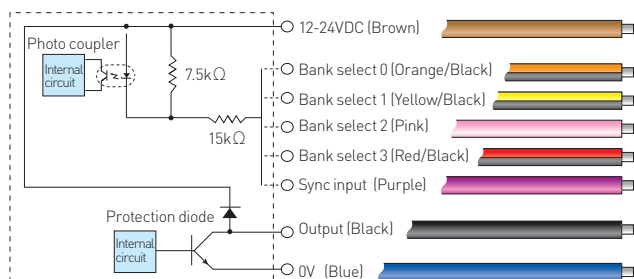 12-24VDC (Brown)
Photo coupler
Internal
circuit
7.5kΩ
Bank select 0 (Orange/Black)
Bank select 1 (Yellow/Black)
15kΩ
Bank select 2 (Pink)
Bank select 3 (Red/Black)
Sync input (Purple)
Protection diode
Output (Black)
Internal
circuit
0V (Blue)